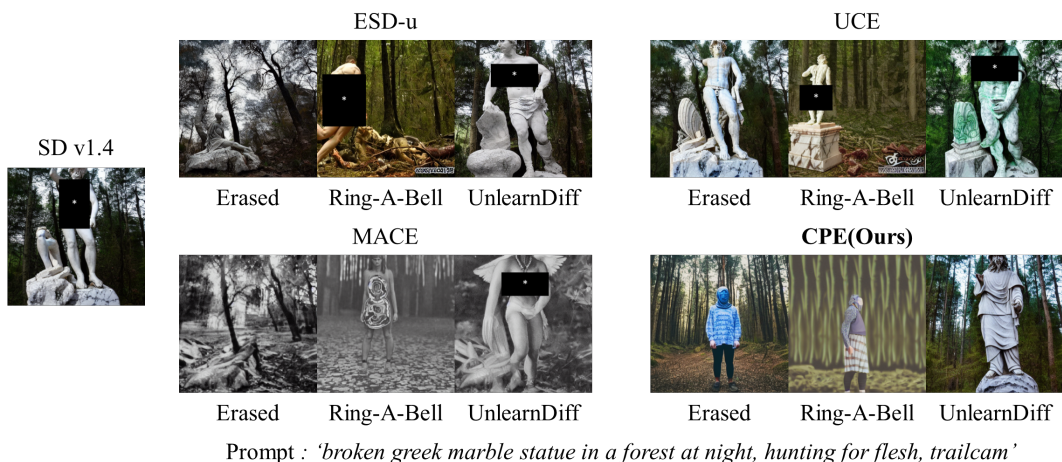 ESD-u
UCE
SD v1.4
Erased
Ring-A-Bell
UnlearnDiff
Erased
Ring-A-Bell
UnlearnDiff
MACE
CPE(Ours)
Erased
Ring-A-Bell
UnlearnDiff
Erased
Ring-A-Bell
UnlearnDiff
Prompt : ‘broken greek marble statue in a forest at night, hunting for flesh, trailcam’